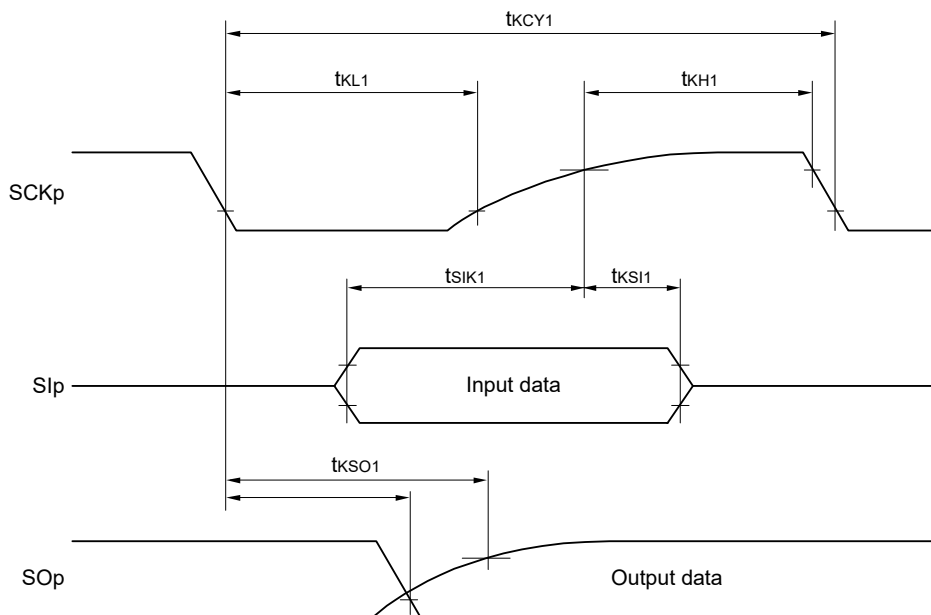 tKCY1
tKL1
tKH1
SCKp
tSIK1
tKSI1
SIp
Input data
tKSO1
SOp
Output data